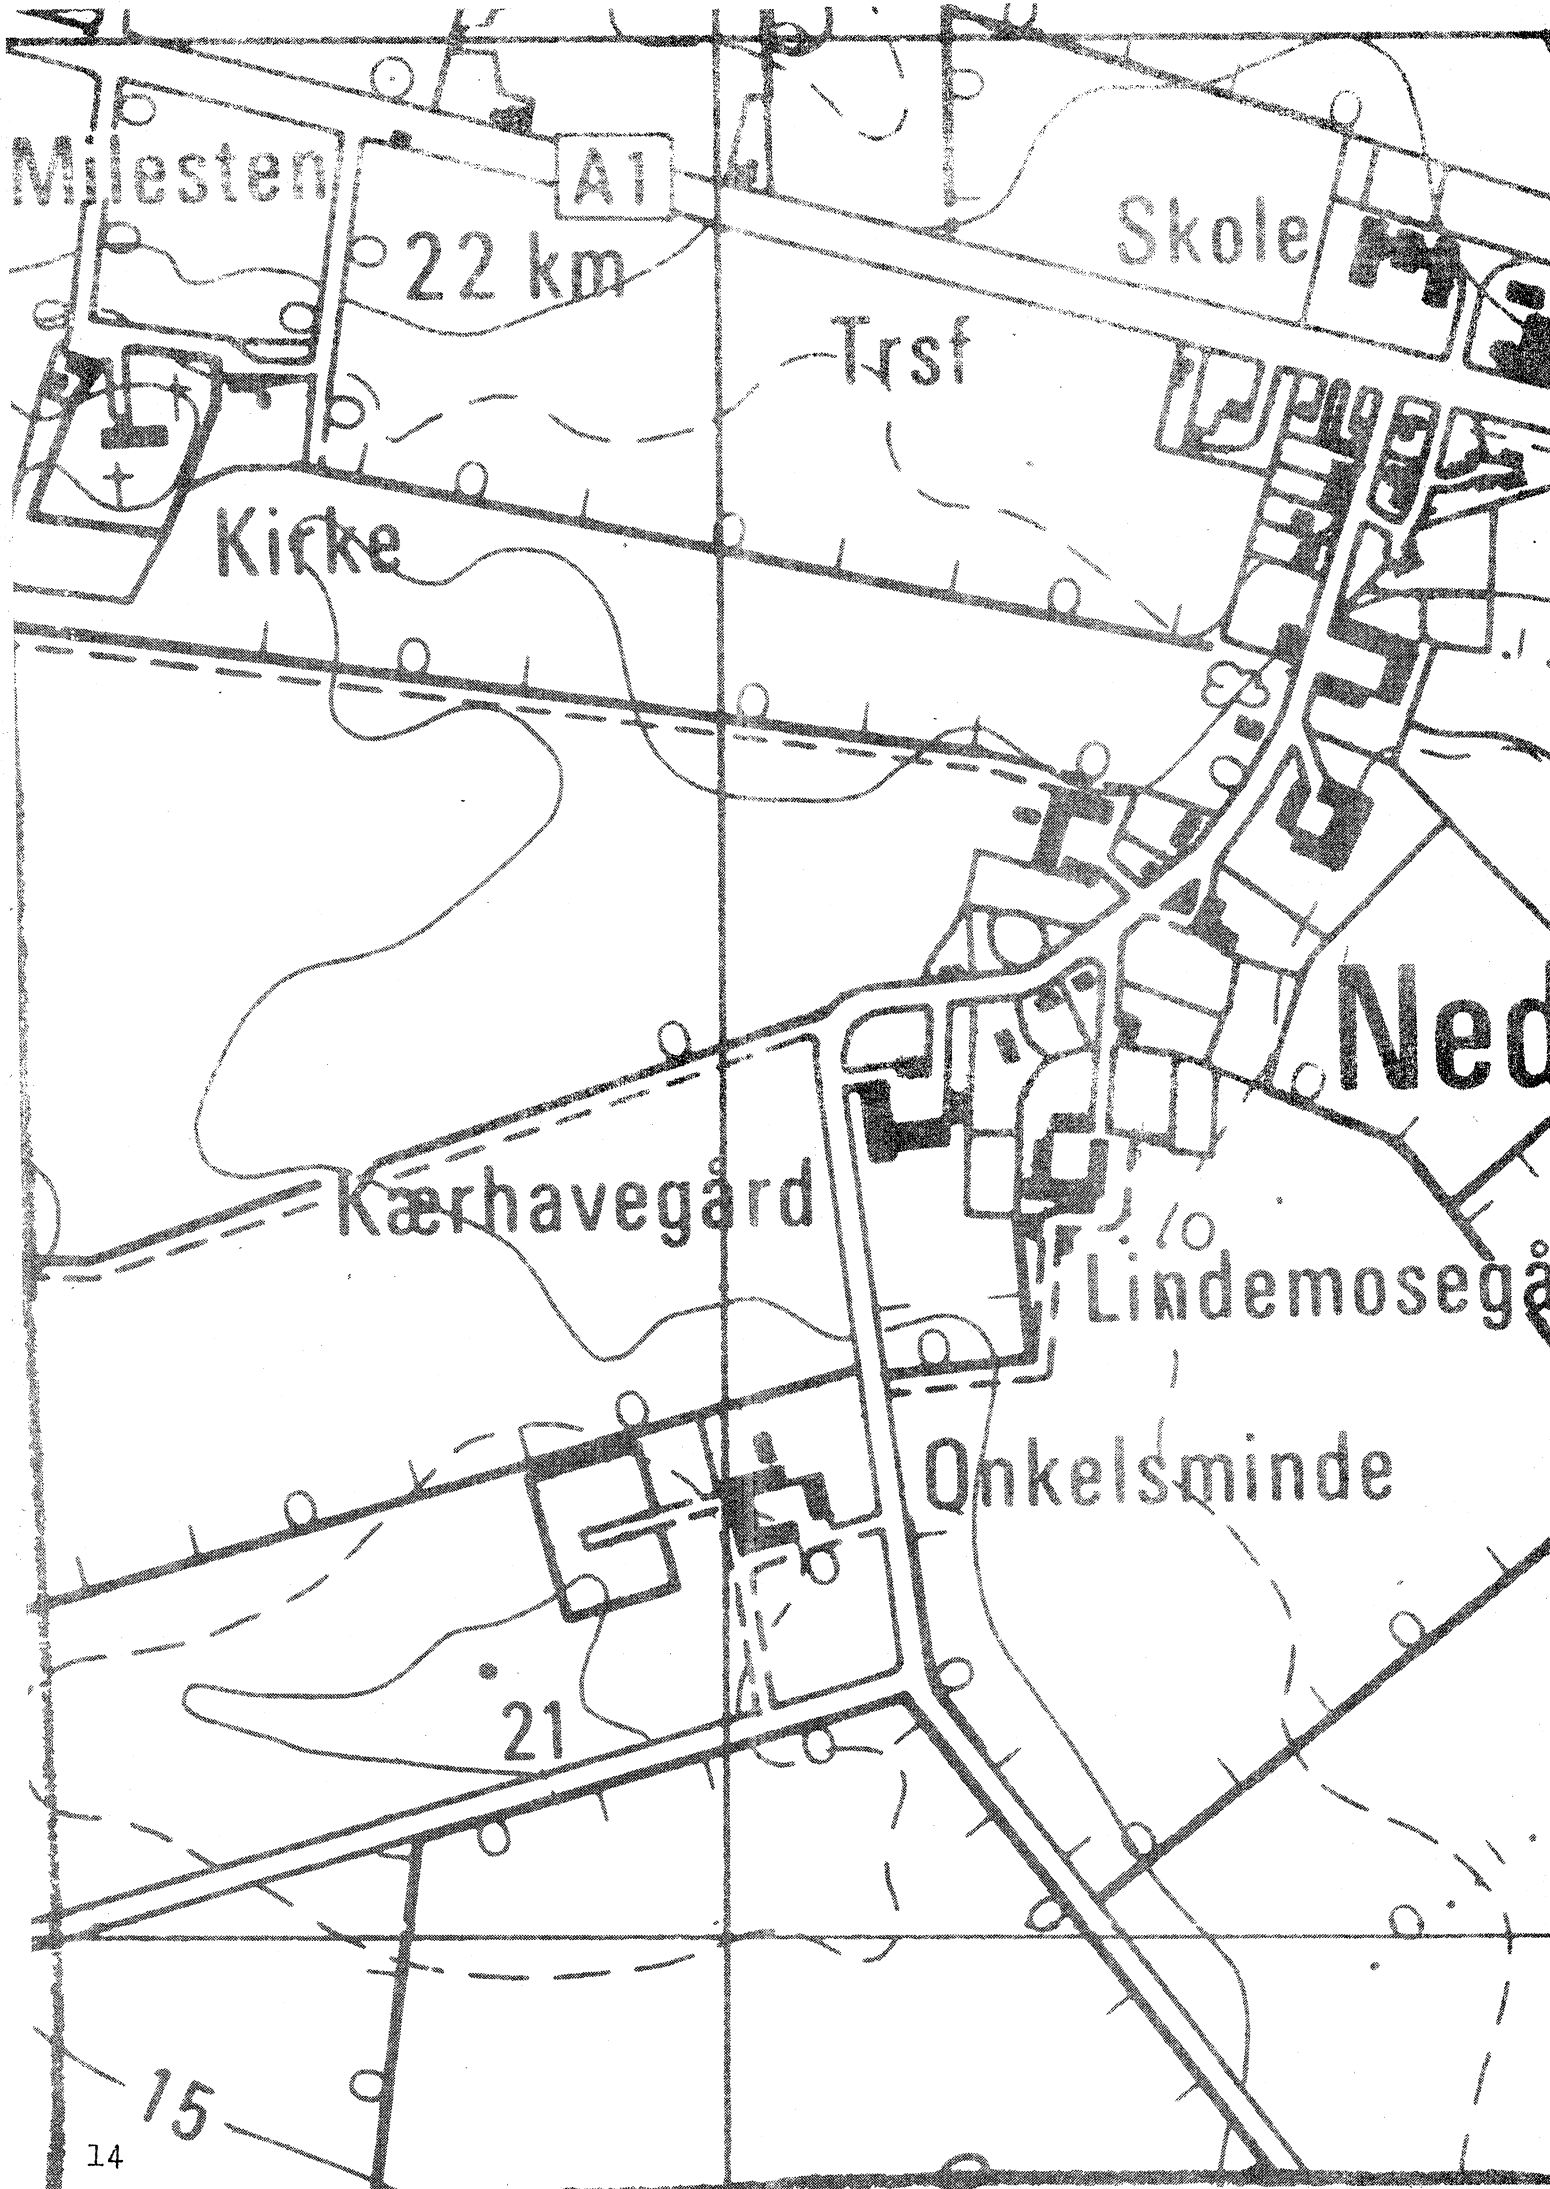 Milesten
A1
22 km
Skole
Trsf
Kirke
Ned
Kærhavegård
Lindemosegå
Onkelsminde
21
15
14